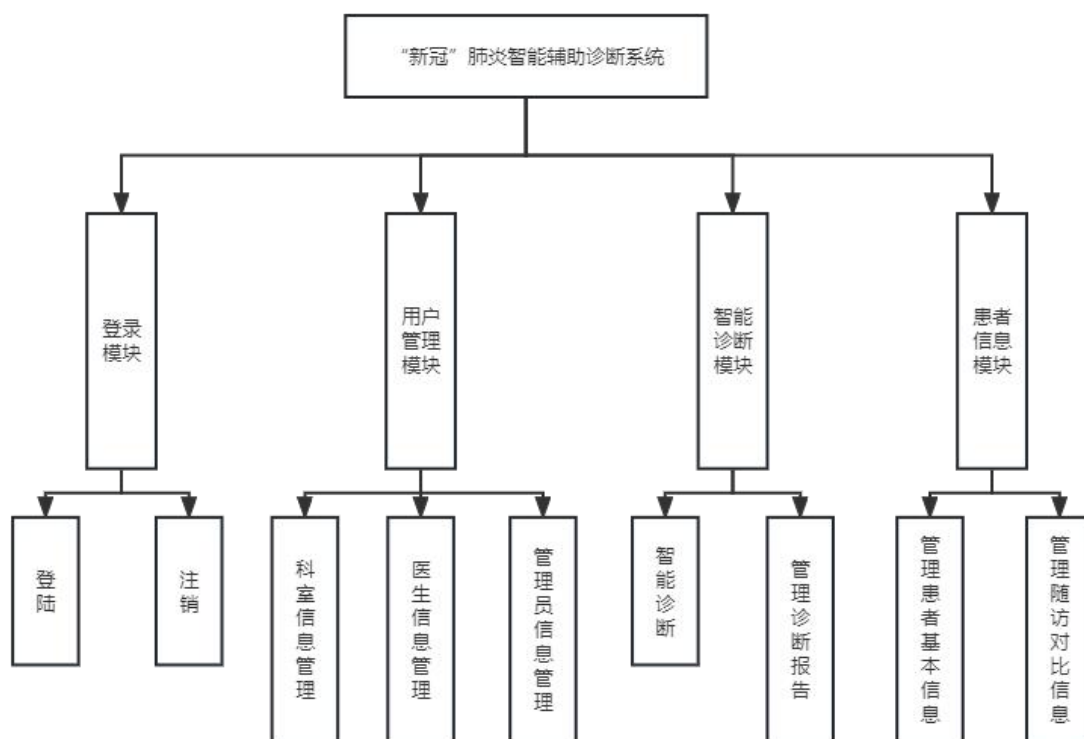 “新冠”肺炎智能辅助诊断系统
登录
模块
用户
管理
模块
智能
诊断
模块
患者
信息
模块
登陆
注销
科室信息管理
医生信息管理
管理员信息管理
智能诊断
管理诊断报告
管理患者基本信息
管理随访对比信息